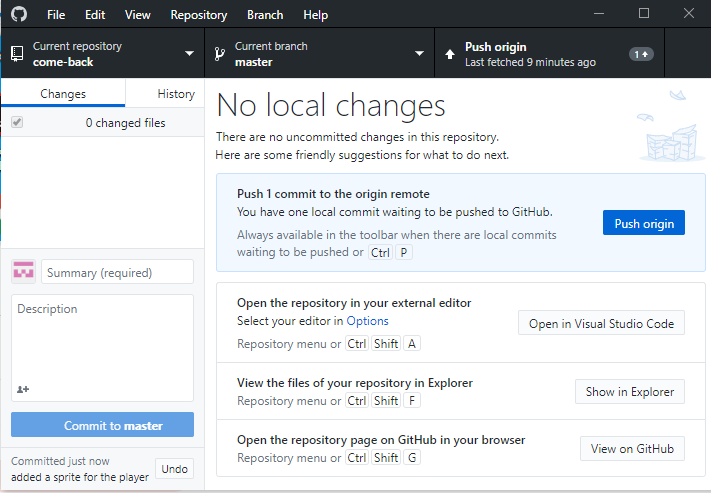 File Edit View Repository Branch Help
Current repository
come-back
Current branch
master
Push origin
Last fetched 9 minutes ago
1
Changes
History
0 changed files
No local changes
There are no uncommitted changes in this repository.
Here are some friendly suggestions for what to do next.
Push 1 commit to the origin remote
You have one local commit waiting to be pushed to GitHub.
Always available in the toolbar when there are local commits
waiting to be pushed or Ctrl P
Push origin
Open the repository in your external editor
Select your editor in Options
Repository menu or Ctrl Shift A
Open in Visual Studio Code
View the files of your repository in Explorer
Repository menu or Ctrl Shift F
Show in Explorer
Open the repository page on GitHub in your browser
Repository menu or Ctrl Shift G
View on GitHub
Summary (required)
Description
Commit to master
Committed just now
added a sprite for the player
Undo